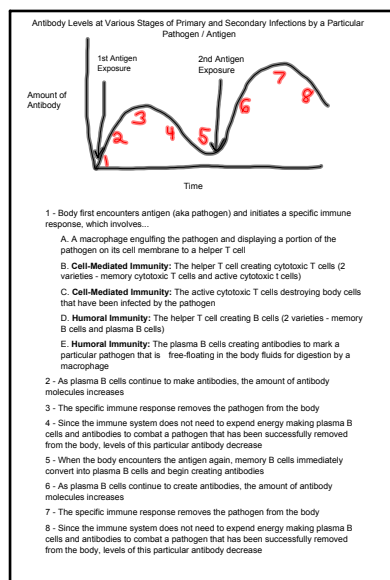 Antibody Levels at Various Stages of Primary and Secondary Infections by a Particular
Pathogen / Antigen
1st Antigen
Exposure
2nd Antigen
Exposure
Amount of
Antibody
1
2
3
4
5
6
7
8
Time
1 - Body first encounters antigen (aka pathogen) and initiates a specific immune
response, which involves...
A. A macrophage engulfing the pathogen and displaying a portion of the
pathogen on its cell membrane to a helper T cell
B. Cell-Mediated Immunity: The helper T cell creating cytotoxic T cells (2
varieties - memory cytotoxic T cells and active cytotoxic t cells)
C. Cell-Mediated Immunity: The active cytotoxic T cells destroying body cells
that have been infected by the pathogen
D. Humoral Immunity: The helper T cell creating B cells (2 varieties - memory
B cells and plasma B cells)
E. Humoral Immunity: The plasma B cells creating antibodies to mark a
particular pathogen that is free-floating in the body fluids for digestion by a
macrophage
2 - As plasma B cells continue to make antibodies, the amount of antibody
molecules increases
3 - The specific immune response removes the pathogen from the body
4 - Since the immune system does not need to expend energy making plasma B
cells and antibodies to combat a pathogen that has been successfully removed
from the body, levels of this particular antibody decrease
5 - When the body encounters the antigen again, memory B cells immediately
convert into plasma B cells and begin creating antibodies
6 - As plasma B cells continue to create antibodies, the amount of antibody
molecules increases
7 - The specific immune response removes the pathogen from the body
8 - Since the immune system does not need to expend energy making plasma B
cells and antibodies to combat a pathogen that has been successfully removed
from the body, levels of this particular antibody decrease